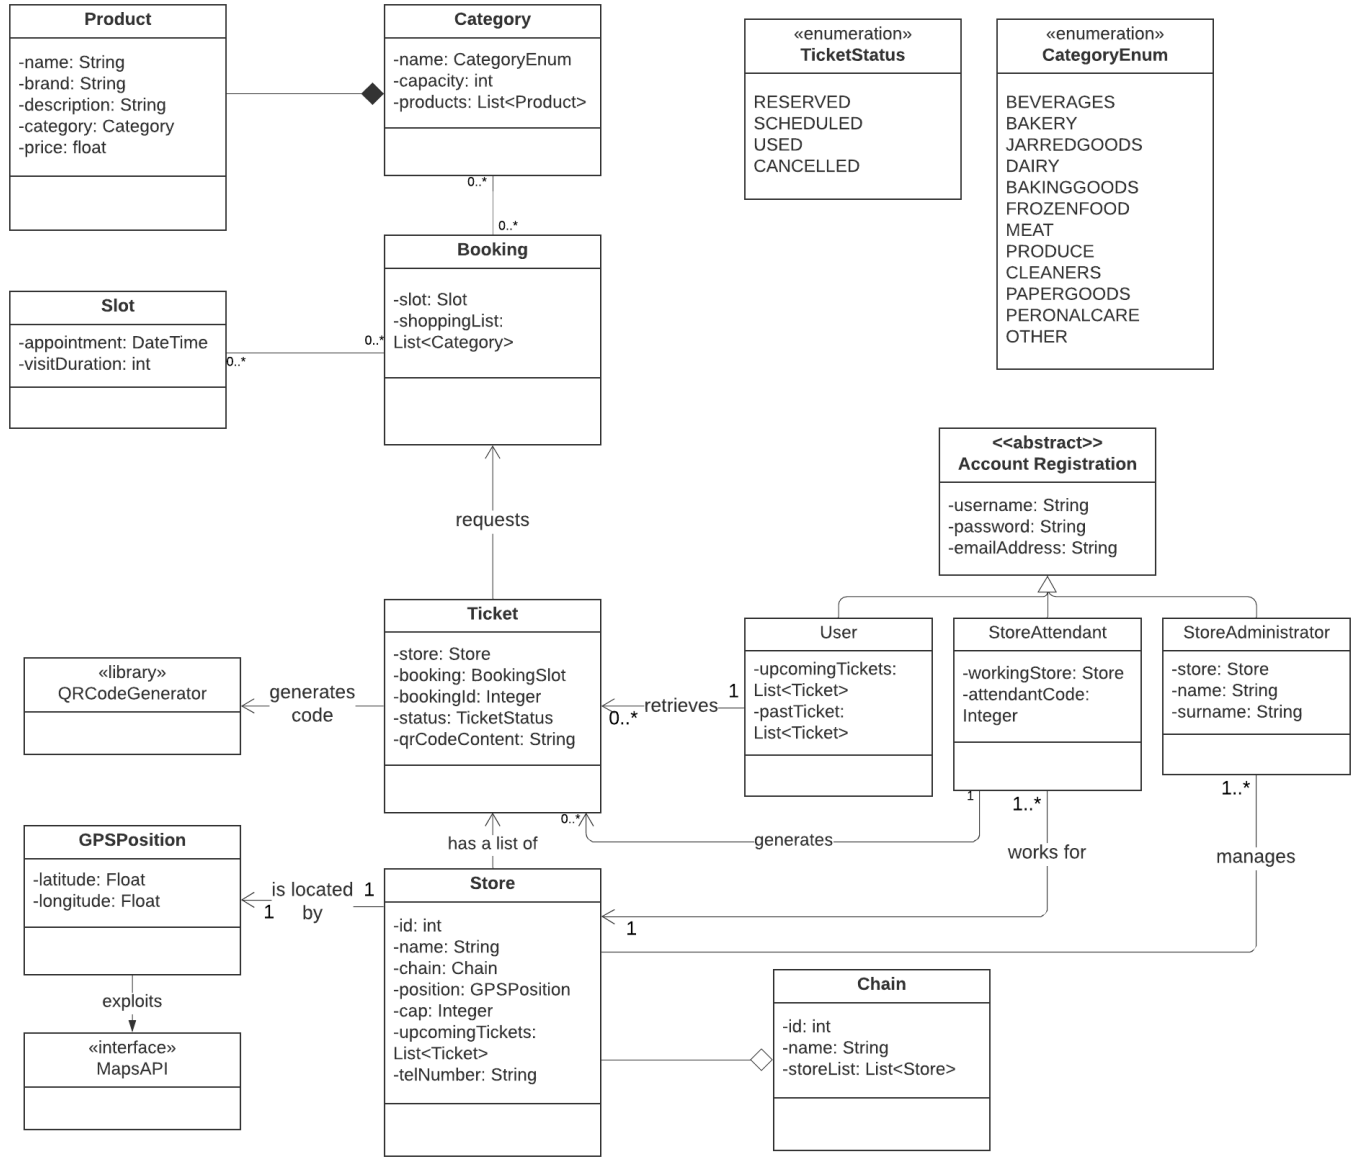 Product
-name: String
-brand: String
-description: String
-category: Category
-price: float
Category
-name: CategoryEnum
-capacity: int
-products: List<Product>
0..*
0..*
«enumeration»
TicketStatus
RESERVED
SCHEDULED
USED
CANCELLED
«enumeration»
CategoryEnum
BEVERAGES
BAKERY
JARREDGOODS
DAIRY
BAKINGGOODS
FROZENFOOD
MEAT
PRODUCE
CLEANERS
PAPERGOODS
PERONALCARE
OTHER
Slot
-appointment: DateTime
-visitDuration: int
0..*
0..*
Booking
-slot: Slot
-shoppingList:
List<Category>
requests
<<abstract>>
Account Registration
-username: String
-password: String
-emailAddress: String
Ticket
-store: Store
-booking: BookingSlot
-bookingId: Integer
-status: TicketStatus
-qrCodeContent: String
«library»
QRCodeGenerator
generates
code
retrieves
1
0..*
User
-upcomingTickets:
List<Ticket>
-pastTicket:
List<Ticket>
StoreAttendant
-workingStore: Store
-attendantCode:
Integer
StoreAdministrator
-store: Store
-name: String
-surname: String
1
1..*
1..*
0..*
generates
works for
manages
has a list of
GPSPosition
-latitude: Float
-longitude: Float
is located
by
1
1
exploits
«interface»
MapsAPI
Store
-id: int
-name: String
-chain: Chain
-position: GPSPosition
-cap: Integer
-upcomingTickets:
List<Ticket>
-telNumber: String
1
Chain
-id: int
-name: String
-storeList: List<Store>